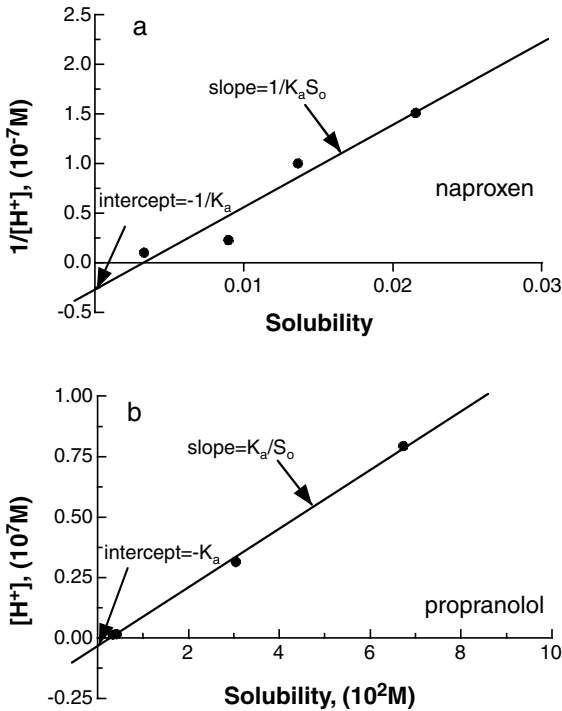 a
2.5
2.0
1.5
1.0
0.5
0.0
-0.5
1/[H⁺], (10⁻⁷M)
slope=1/KₐSₒ
intercept=-1/Kₐ
naproxen
0.01
0.02
0.03
Solubility
b
1.00
0.75
0.50
0.25
0.00
-0.25
[H⁺], (10⁷M)
slope=Kₐ/Sₒ
intercept=-Kₐ
propranolol
2
4
6
8
10
Solubility, (10²M)